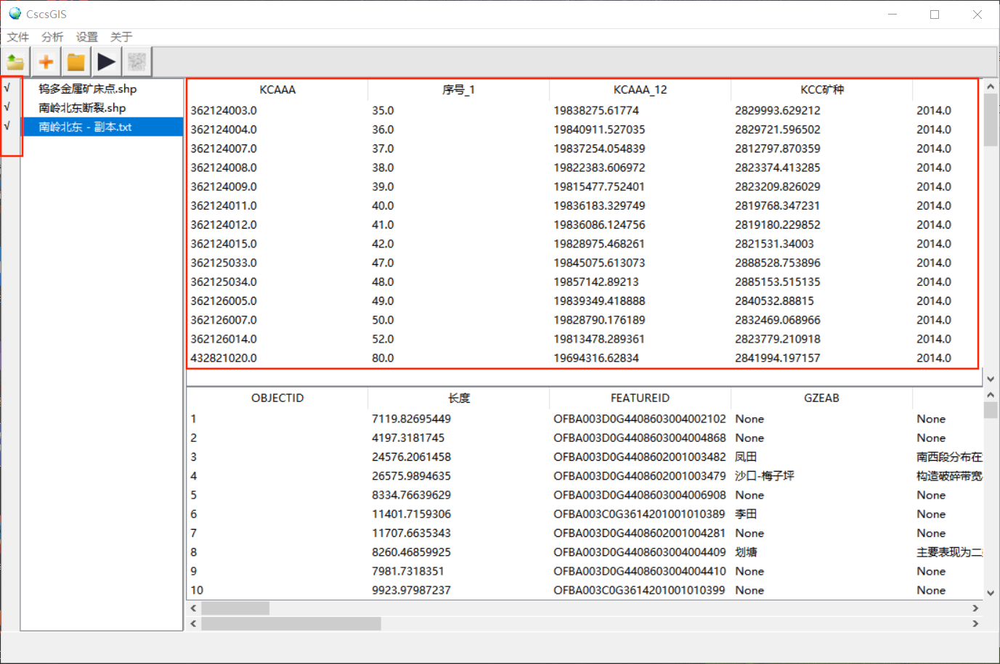 CscsGIS
文件 分析 设置 关于
√ 钨多金属矿床点.shp
√ 南岭北东断裂.shp
√ 南岭北东 - 副本.txt
KCAAA 序号_1 KCAAA_12 KCC矿种
362124003.0 35.0 19838275.61774 2829993.629212 2014.0
362124004.0 36.0 19840911.527035 2829721.596502 2014.0
362124007.0 37.0 19837254.054839 2812797.870359 2014.0
362124008.0 38.0 19822383.606972 2823374.413285 2014.0
362124009.0 39.0 19815477.752401 2823209.826029 2014.0
362124011.0 40.0 19836183.329749 2819768.347231 2014.0
362124012.0 41.0 19836086.124756 2819180.229852 2014.0
362124015.0 42.0 19828975.468261 2821531.34003 2014.0
362125033.0 47.0 19845075.613073 2888528.753896 2014.0
362125034.0 48.0 19857142.89213 2885153.515135 2014.0
362126005.0 49.0 19839349.418888 2840532.88815 2014.0
362126007.0 50.0 19828790.176189 2832469.068966 2014.0
362126014.0 52.0 19813478.289361 2823779.210918 2014.0
432821020.0 80.0 19694316.62834 2841994.197157 2014.0
OBJECTID 长度 FEATUREID GZEAB
1 7119.82695449 OFBA003D0G4408603004002102 None None
2 4197.3181745 OFBA003D0G4408603004004868 None None
3 24576.2061458 OFBA003D0G4408602001003482 凤田 南西段分布在
4 26575.9894635 OFBA003D0G4408602001003479 沙口-梅子坪 构造破碎带宽
5 8334.76639629 OFBA003D0G4408603004006908 None None
6 11401.7159306 OFBA003C0G3614201001010389 李田 None
7 11707.6635343 OFBA003D0G4408602001004281 None None
8 8260.46859925 OFBA003D0G4408603004004409 划塘 主要表现为二
9 7981.7318351 OFBA003D0G4408603004004410 None None
10 9923.97987237 OFBA003C0G3614201001010399 None None